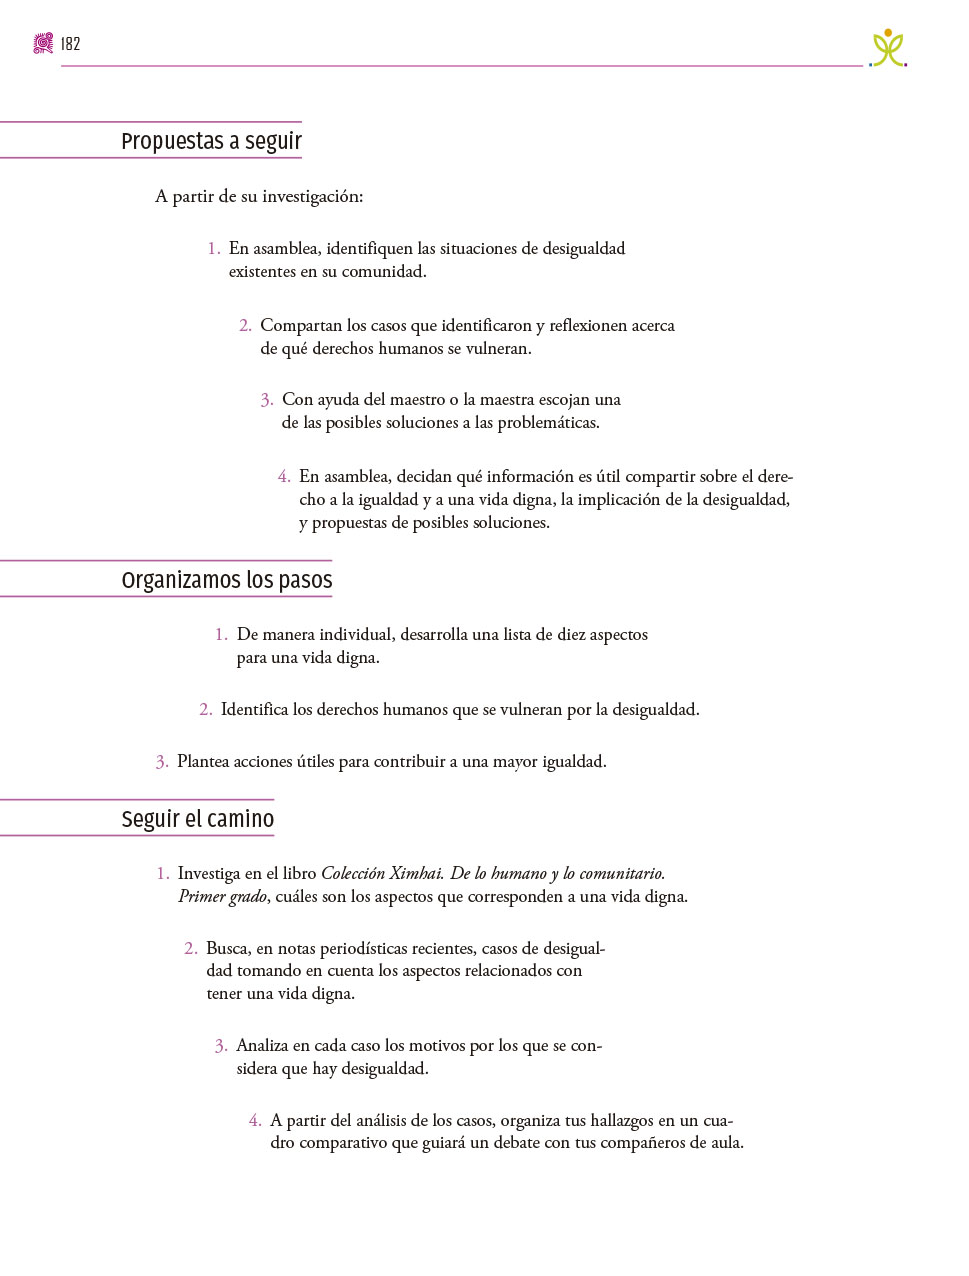 182
Propuestas a seguir
A partir de su investigación:
1. En asamblea, identifiquen las situaciones de desigualdad
existentes en su comunidad.
2. Compartan los casos que identificaron y reflexionen acerca
de qué derechos humanos se vulneran.
3. Con ayuda del maestro o la maestra escojan una
de las posibles soluciones a las problemáticas.
4. En asamblea, decidan qué información es útil compartir sobre el dere-
cho a la igualdad y a una vida digna, la implicación de la desigualdad,
y propuestas de posibles soluciones.
Organizamos los pasos
1. De manera individual, desarrolla una lista de diez aspectos
para una vida digna.
2. Identifica los derechos humanos que se vulneran por la desigualdad.
3. Plantea acciones útiles para contribuir a una mayor igualdad.
Seguir el camino
1. Investiga en el libro Colección Ximhai. De lo humano y lo comunitario.
Primer grado, cuáles son los aspectos que corresponden a una vida digna.
2. Busca, en notas periodísticas recientes, casos de desigual-
dad tomando en cuenta los aspectos relacionados con
tener una vida digna.
3. Analiza en cada caso los motivos por los que se con-
sidera que hay desigualdad.
4. A partir del análisis de los casos, organiza tus hallazgos en un cua-
dro comparativo que guiará un debate con tus compañeros de aula.